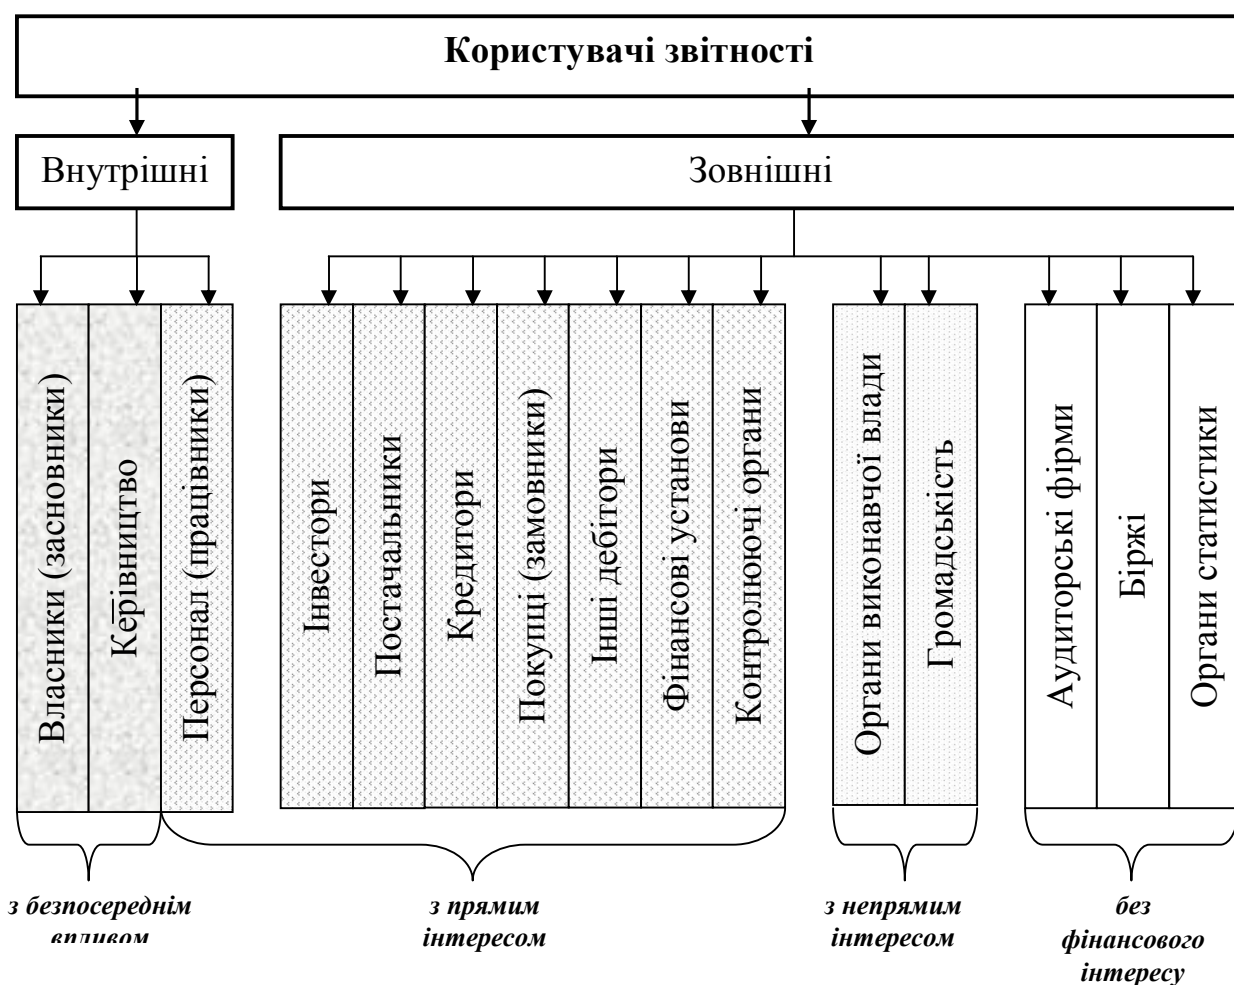 Користувачі звітності
Внутрішні
Зовнішні
Власники (засновники)
Керівництво
Персонал (працівники)
Інвестори
Постачальники
Кредитори
Покупці (замовники)
Інші дебітори
Фінансові установи
Контролюючі органи
Органи виконавчої влади
Громадськість
Аудиторські фірми
Біржі
Органи статистики
з безпосереднім
впливом
з прямим
інтересом
з непрямим
інтересом
без
фінансового
інтересу